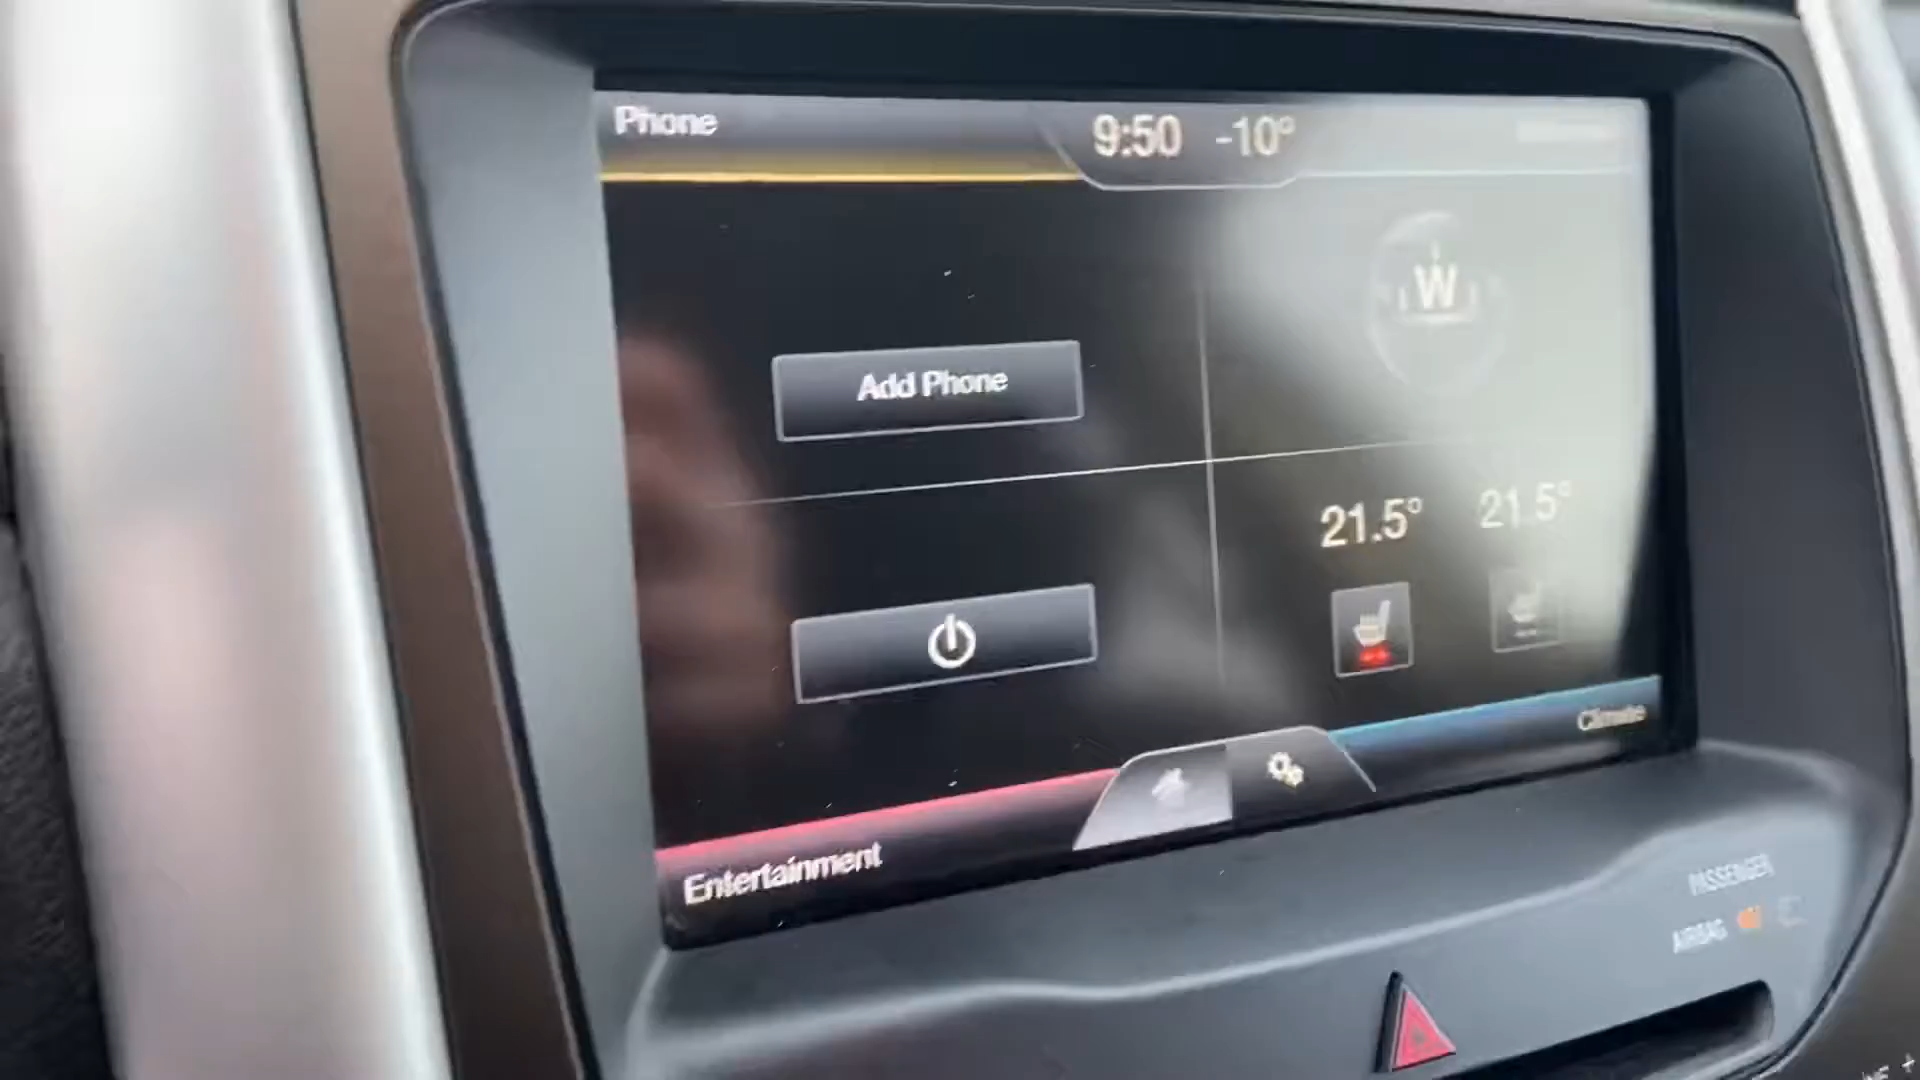 Phone
9:50 -10°
W
Add Phone
21.5° 21.5°
Climate
Entertainment
PASSENGER
AIRBAG